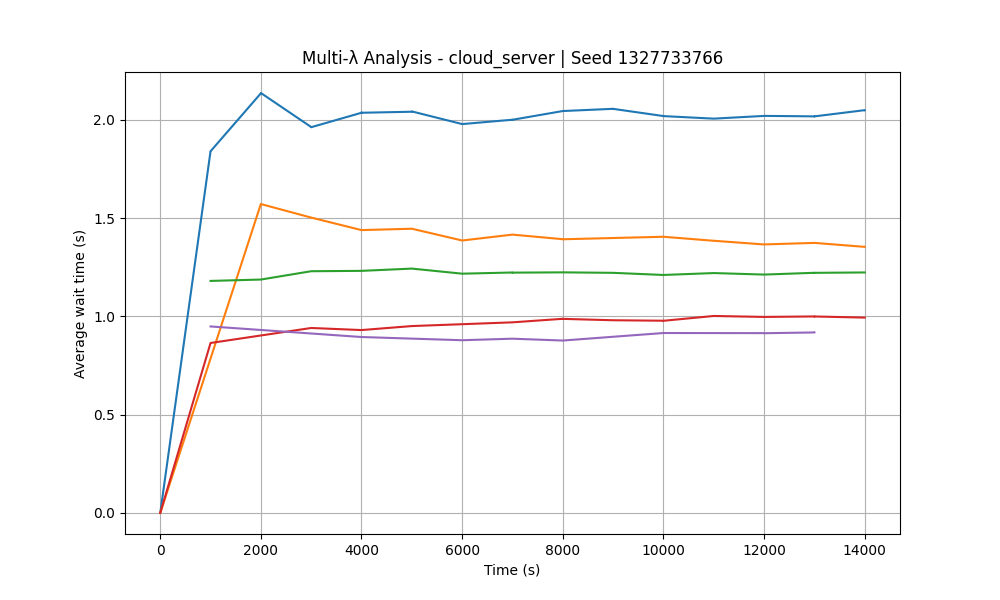 Multi-λ Analysis - cloud_server | Seed 1327733766
Average wait time (s)
2.0
1.5
1.0
0.5
0.0
0 2000 4000 6000 8000 10000 12000 14000
Time (s)